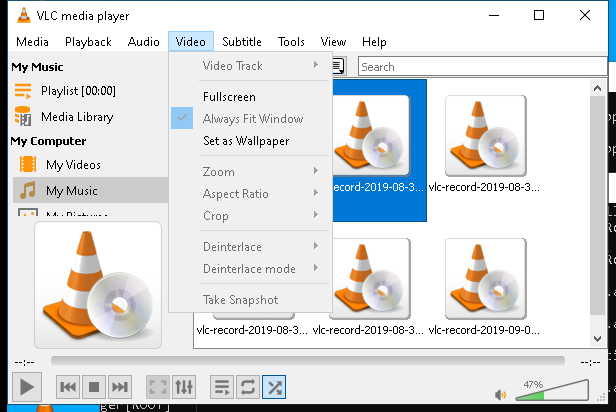 VLC media player
Media Playback Audio Video Subtitle Tools View Help
My Music
Playlist [00:00]
Media Library
My Computer
My Videos
My Music
My Pictures
Video Track
Fullscreen
Always Fit Window
Set as Wallpaper
Zoom
Aspect Ratio
Crop
Deinterlace
Deinterlace mode
Take Snapshot
Search
vlc-record-2019-08-3... vlc-record-2019-08-3...
vlc-record-2019-08-3... vlc-record-2019-08-3... vlc-record-2019-09-0...
--:-- --:--
47%
ger [ROOT]